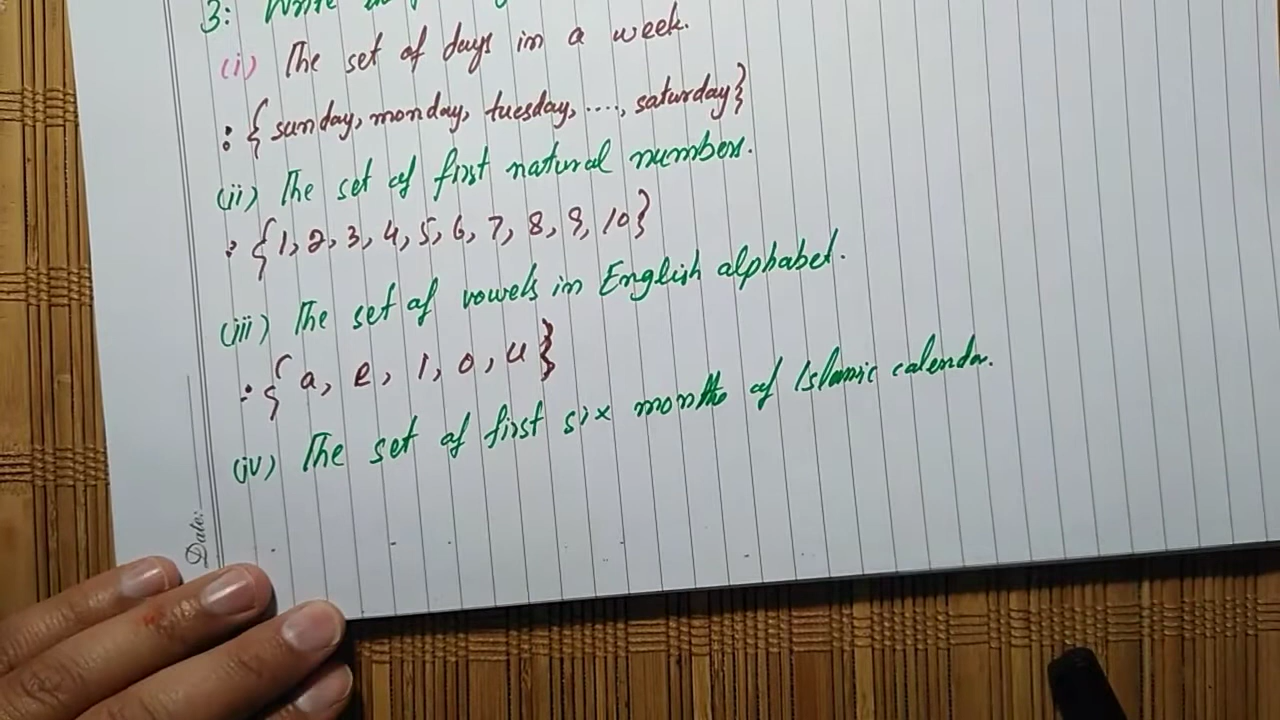 3: Write in
(i) The set of days in a week.
: { sunday, monday, tuesday, ...., saturday}
(ii) The set of first natural numbers.
: {1, 2, 3, 4, 5, 6, 7, 8, 9, 10}
(iii) The set of vowels in English alphabet.
: { a, e, i, o, u }
(iv) The set of first six months of Islamic calendar.
Date: